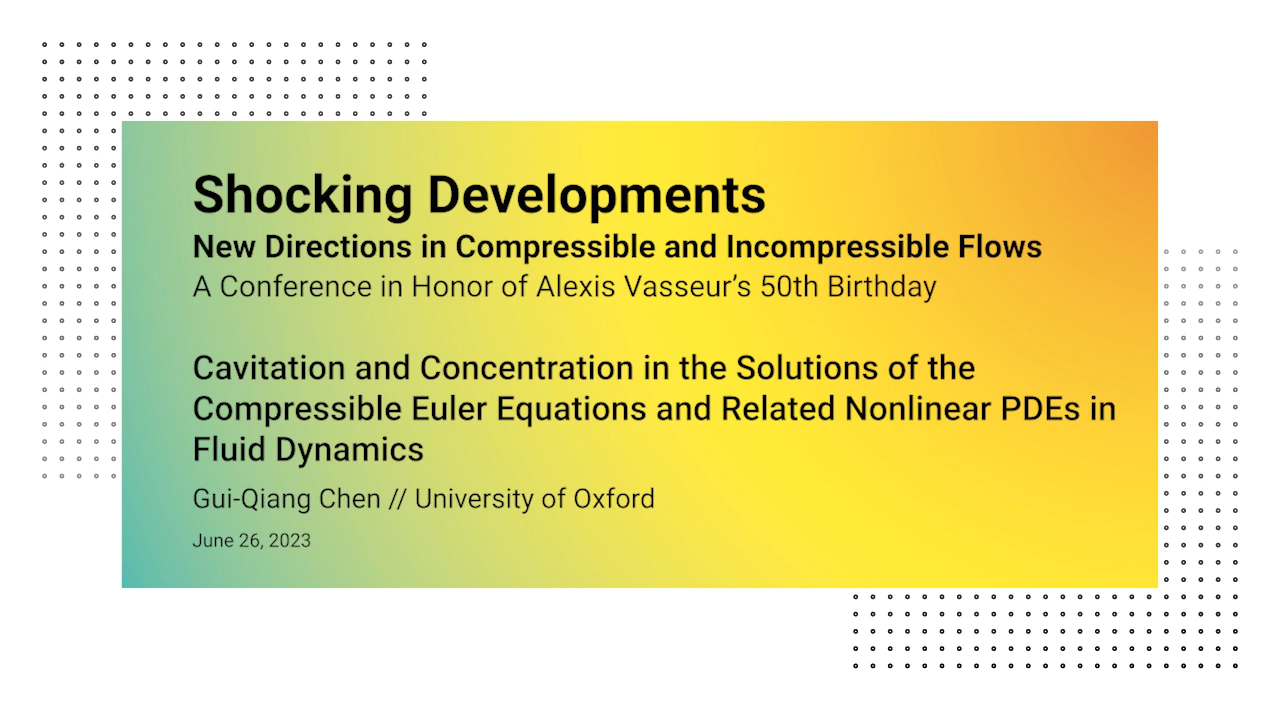 Shocking Developments
New Directions in Compressible and Incompressible Flows
A Conference in Honor of Alexis Vasseur’s 50th Birthday
Cavitation and Concentration in the Solutions of the
Compressible Euler Equations and Related Nonlinear PDEs in
Fluid Dynamics
Gui-Qiang Chen // University of Oxford
June 26, 2023